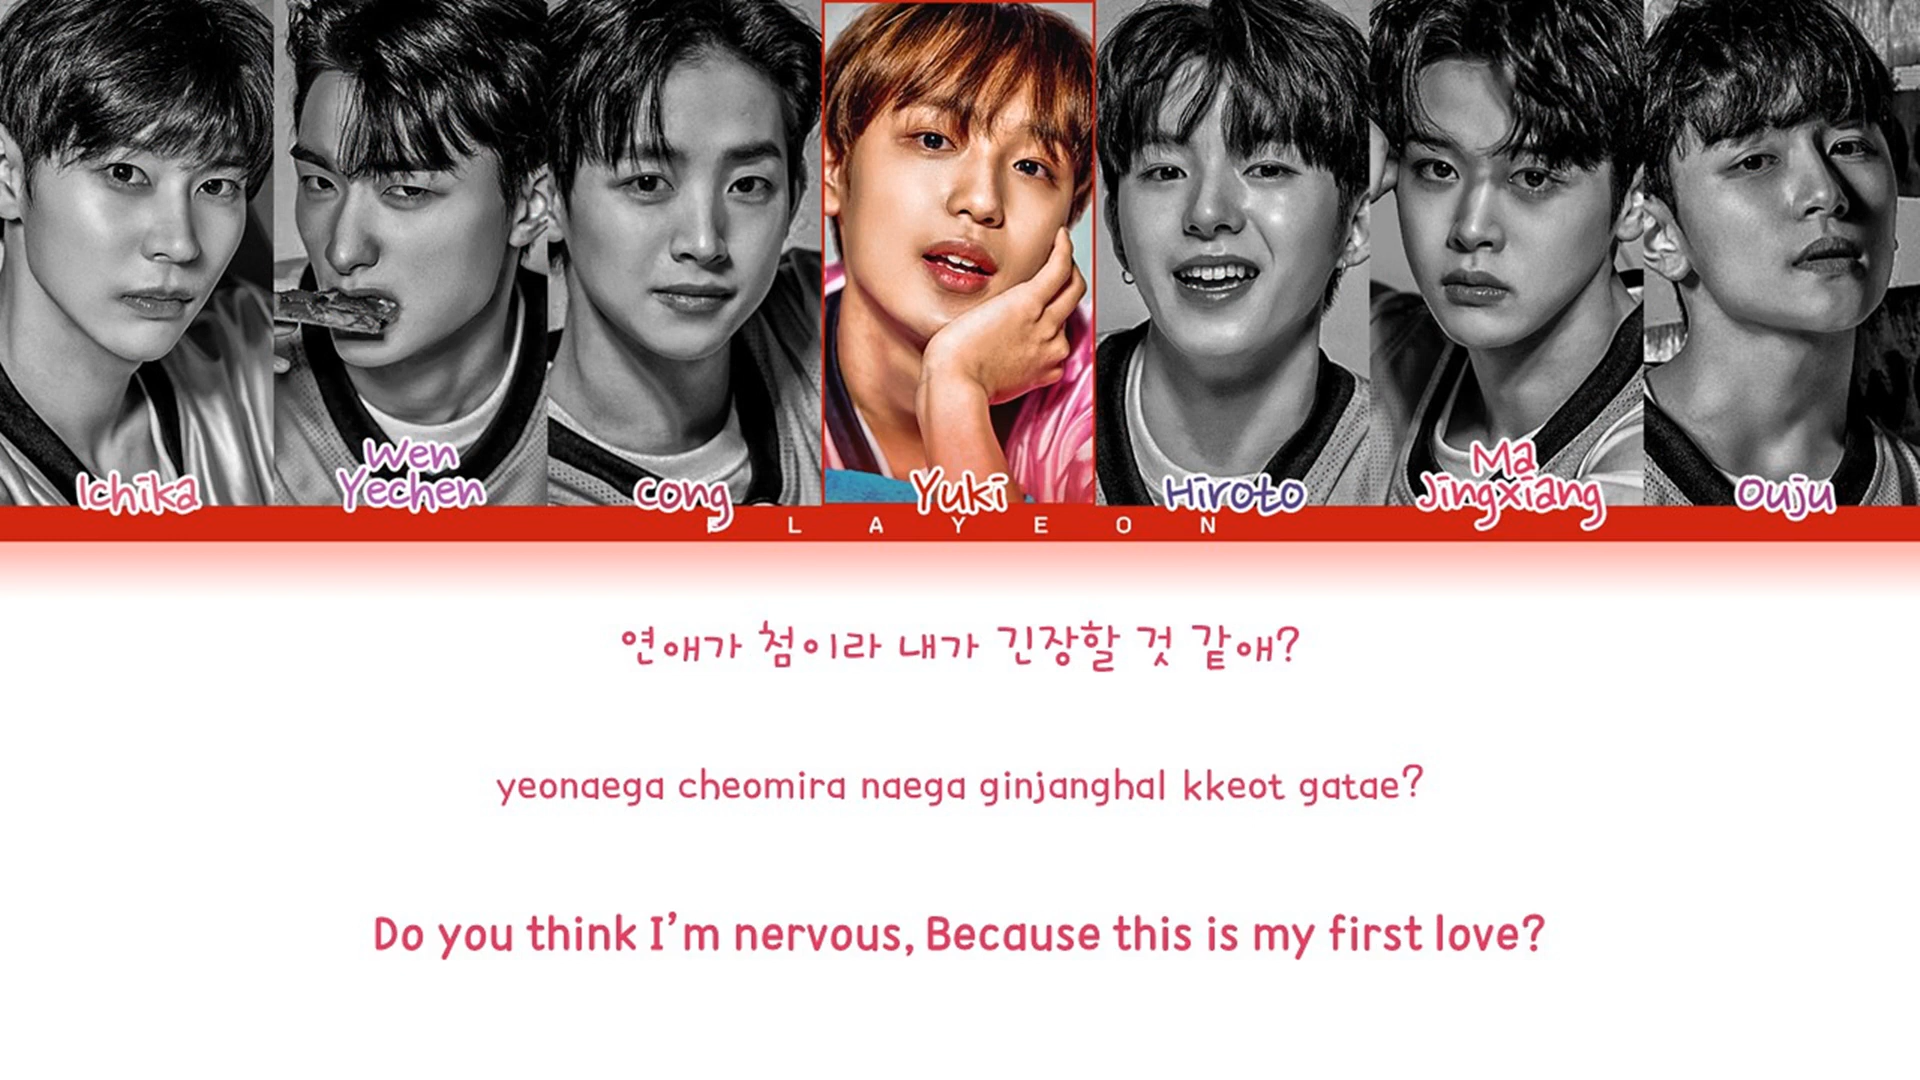 Ichika
Wen
Yechen
Cong
Yuki
Hiroto
Ma
Jingxiang
Ouju
P L A Y E O N
연애가 첨이라 내가 긴장할 것 같애?
yeonaega cheomira naega ginjanghal kkeot gatae?
Do you think I’m nervous, Because this is my first love?